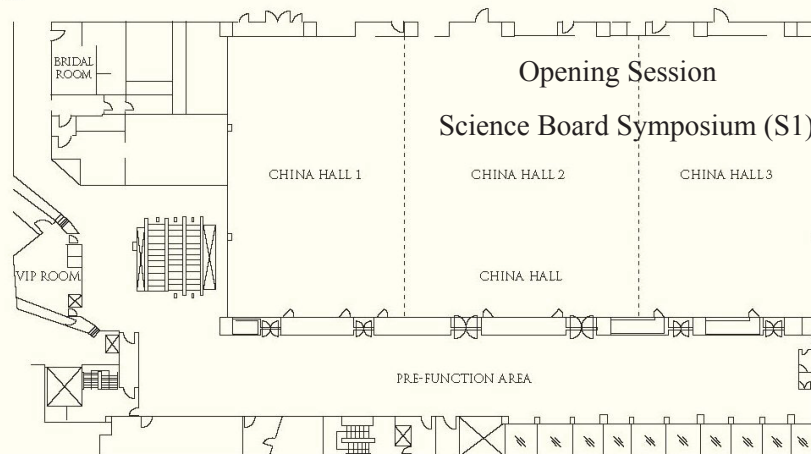 Opening Session
BRIDAL
ROOM
Science Board Symposium (S1)
CHINA HALL 1
CHINA HALL 2
CHINA HALL 3
VIP ROOM
CHINA HALL
PRE-FUNCTION AREA